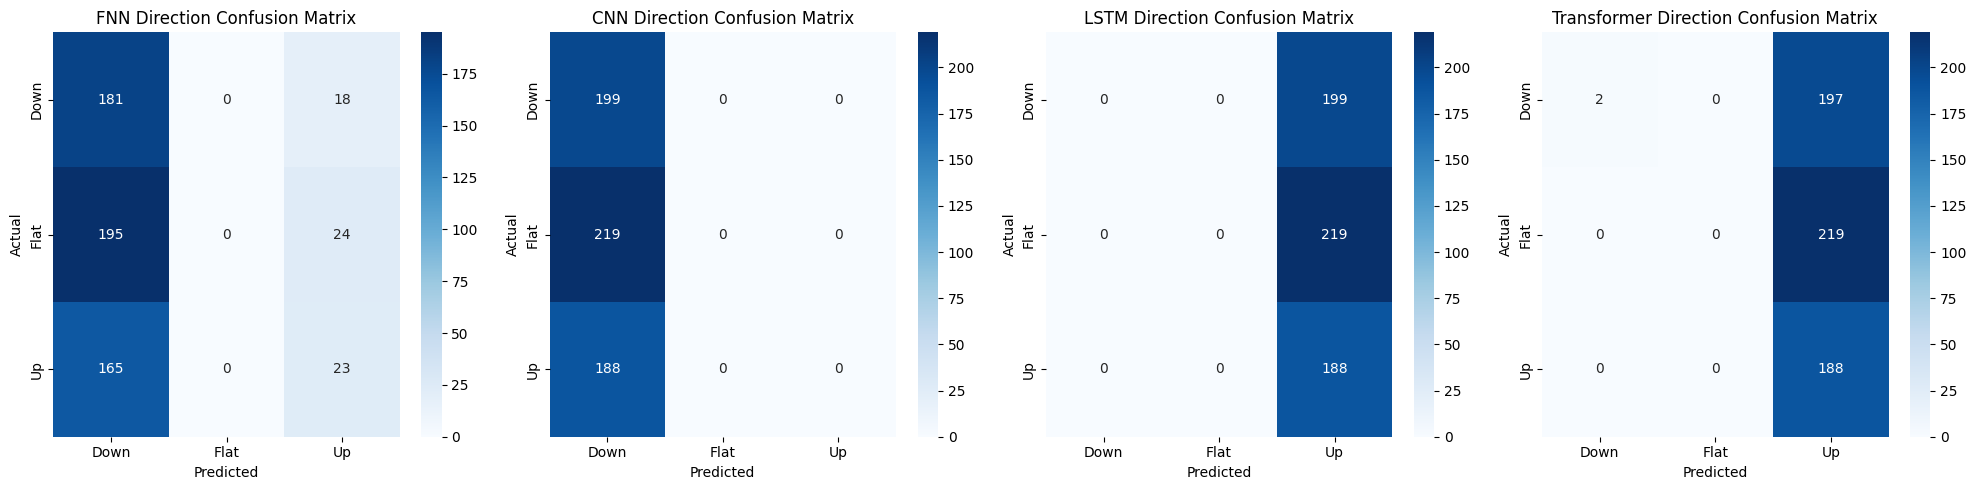 FNN Direction Confusion Matrix
181 0 18
195 0 24
165 0 23
Down
Flat
Up
Actual
Down Flat Up
Predicted
175
150
125
100
75
50
25
0
CNN Direction Confusion Matrix
199 0 0
219 0 0
188 0 0
Down
Flat
Up
Actual
Down Flat Up
Predicted
200
175
150
125
100
75
50
25
0
LSTM Direction Confusion Matrix
0 0 199
0 0 219
0 0 188
Down
Flat
Up
Actual
Down Flat Up
Predicted
200
175
150
125
100
75
50
25
0
Transformer Direction Confusion Matrix
2 0 197
0 0 219
0 0 188
Down
Flat
Up
Actual
Down Flat Up
Predicted
200
175
150
125
100
75
50
25
0